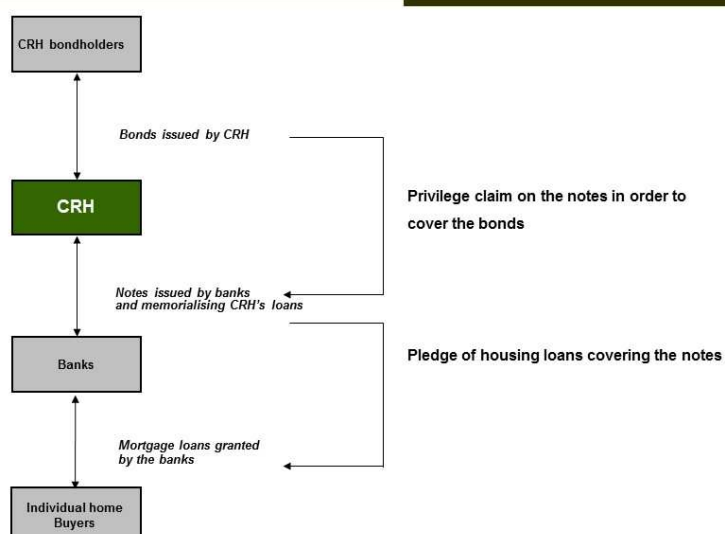 CRH bondholders
Bonds issued by CRH
CRH
Privilege claim on the notes in order to
cover the bonds
Notes issued by banks
and memorialising CRH's loans
Banks
Pledge of housing loans covering the notes
Mortgage loans granted
by the banks
Individual home
Buyers